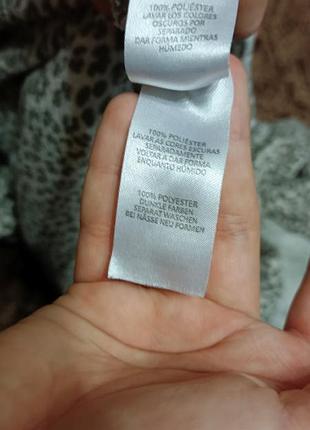 100% POLIÉSTER
LAVAR LOS COLORES
OSCUROS POR
SEPARADO
DAR FORMA MIENTRAS
HÚMEDO
100% POLIÉSTER
LAVAR AS CORES ESCURAS
SEPARADAMENTE
VOLTAR A DAR FORMA
ENQUANTO HÚMIDO
100% POLYESTER
DUNKLE FARBEN
SEPARAT WASCHEN
BEI NÄSSE NEU FORMEN